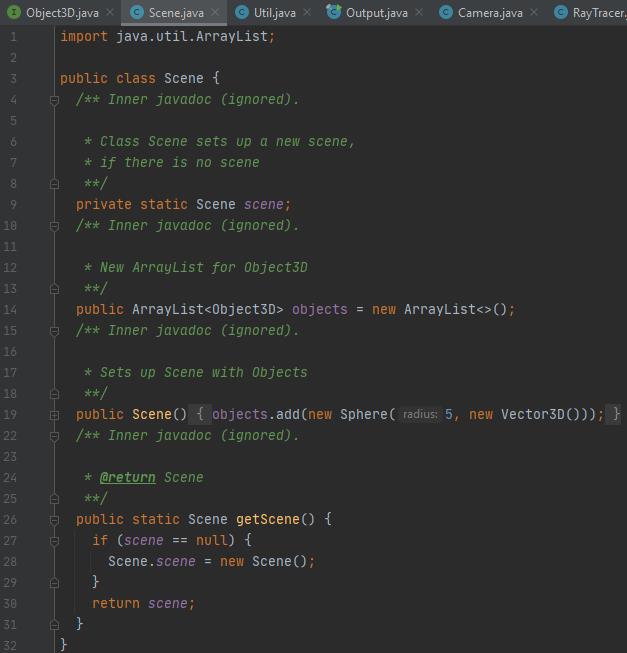 Object3D.java × Scene.java × Util.java × Output.java × Camera.java × RayTracer.
1 import java.util.ArrayList;
2
3 public class Scene {
4 /** Inner javadoc (ignored).
5
6 * Class Scene sets up a new scene,
7 * if there is no scene
8 **/
9 private static Scene scene;
10 /** Inner javadoc (ignored).
11
12 * New ArrayList for Object3D
13 **/
14 public ArrayList<Object3D> objects = new ArrayList<>();
15 /** Inner javadoc (ignored).
16
17 * Sets up Scene with Objects
18 **/
19 public Scene() { objects.add(new Sphere( radius: 5, new Vector3D())); }
22 /** Inner javadoc (ignored).
23
24 * @return Scene
25 **/
26 public static Scene getScene() {
27 if (scene == null) {
28 Scene.scene = new Scene();
29 }
30 return scene;
31 }
32 }